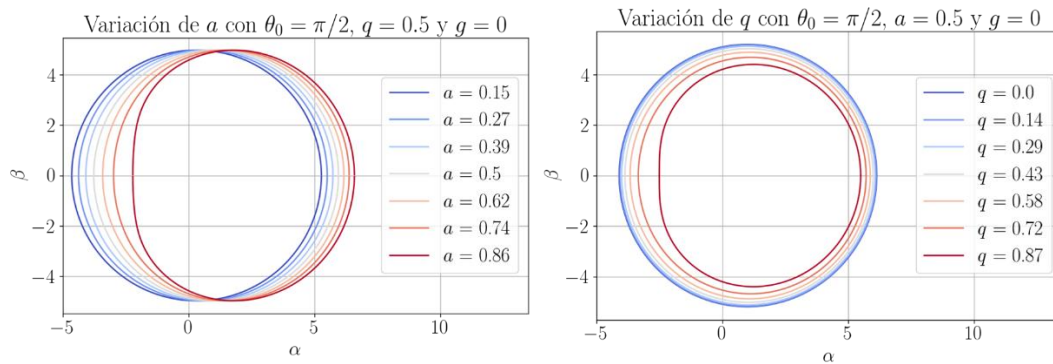 Variación de a con θ₀ = π/2, q = 0.5 y g = 0
β
4
2
0
−2
−4
−5
0
5
10
α
a = 0.15
a = 0.27
a = 0.39
a = 0.5
a = 0.62
a = 0.74
a = 0.86
Variación de q con θ₀ = π/2, a = 0.5 y g = 0
β
4
2
0
−2
−4
−5
0
5
10
α
q = 0.0
q = 0.14
q = 0.29
q = 0.43
q = 0.58
q = 0.72
q = 0.87